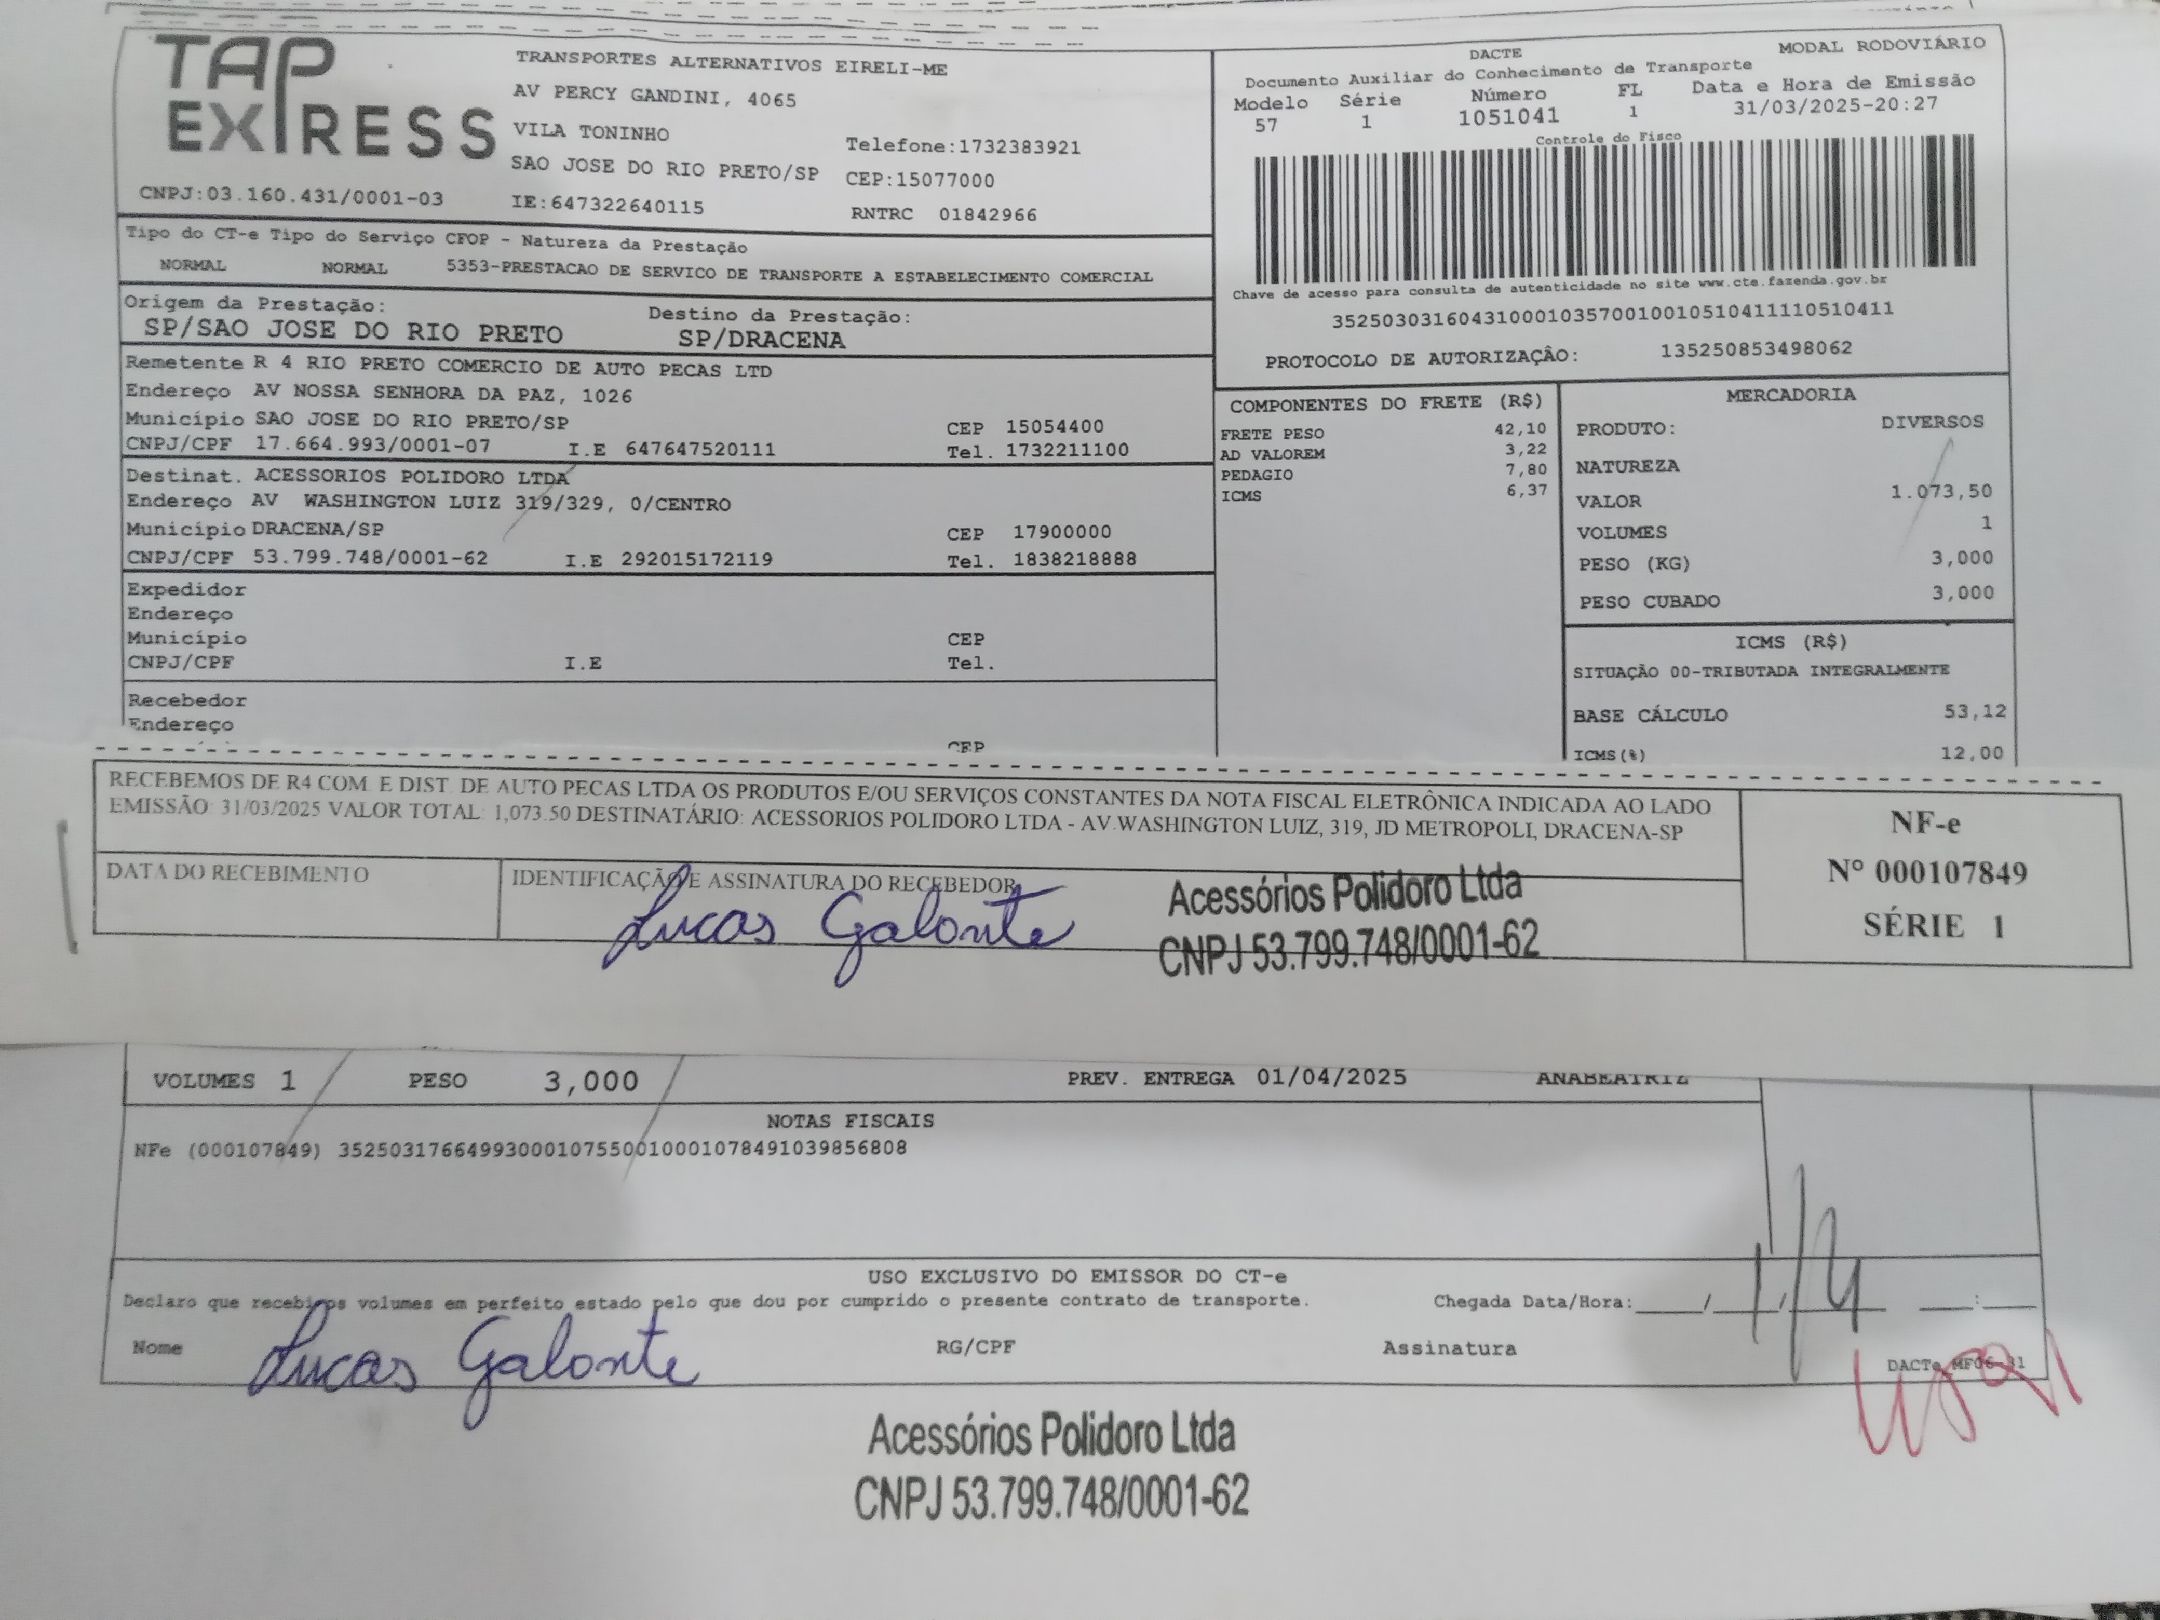 TAP EXPRESS
TRANSPORTES ALTERNATIVOS EIRELI-ME
AV PERCY GANDINI, 4065
VILA TONINHO
Telefone:1732383921
SAO JOSE DO RIO PRETO/SP CEP:15077000
CNPJ:03.160.431/0001-03 IE:647322640115 RNTRC 01842966
DACTE MODAL RODOVIÁRIO
Documento Auxiliar do Conhecimento de Transporte
Modelo Série Número FL Data e Hora de Emissão
57 1 1051041 1 31/03/2025-20:27
Controle do Fisco
Chave de acesso para consulta de autenticidade no site www.cte.fazenda.gov.br
35250303160431000103570010010510411110510411
PROTOCOLO DE AUTORIZAÇÃO: 135250853498062
Tipo do CT-e Tipo do Serviço CFOP - Natureza da Prestação
NORMAL NORMAL 5353-PRESTACAO DE SERVICO DE TRANSPORTE A ESTABELECIMENTO COMERCIAL
Origem da Prestação: Destino da Prestação:
SP/SAO JOSE DO RIO PRETO SP/DRACENA
Remetente R 4 RIO PRETO COMERCIO DE AUTO PECAS LTD
Endereço AV NOSSA SENHORA DA PAZ, 1026
Município SAO JOSE DO RIO PRETO/SP CEP 15054400
CNPJ/CPF 17.664.993/0001-07 I.E 647647520111 Tel. 1732211100
Destinat. ACESSORIOS POLIDORO LTDA
Endereço AV WASHINGTON LUIZ 319/329, 0/CENTRO
Município DRACENA/SP CEP 17900000
CNPJ/CPF 53.799.748/0001-62 I.E 292015172119 Tel. 1838218888
Expedidor
Endereço
Município CEP
CNPJ/CPF I.E Tel.
Recebedor
Endereço
CEP
COMPONENTES DO FRETE (R$)
FRETE PESO 42,10
AD VALOREM 3,22
PEDAGIO 7,80
ICMS 6,37
MERCADORIA
PRODUTO: DIVERSOS
NATUREZA
VALOR 1.073,50
VOLUMES 1
PESO (KG) 3,000
PESO CUBADO 3,000
ICMS (R$)
SITUAÇÃO 00-TRIBUTADA INTEGRALMENTE
BASE CÁLCULO 53,12
ICMS(%) 12,00
RECEBEMOS DE R4 COM. E DIST. DE AUTO PECAS LTDA OS PRODUTOS E/OU SERVIÇOS CONSTANTES DA NOTA FISCAL ELETRÔNICA INDICADA AO LADO
EMISSÃO: 31/03/2025 VALOR TOTAL: 1,073.50 DESTINATÁRIO: ACESSORIOS POLIDORO LTDA - AV.WASHINGTON LUIZ, 319, JD METROPOLI, DRACENA-SP
DATA DO RECEBIMENTO IDENTIFICAÇÃO E ASSINATURA DO RECEBEDOR
Lucas Galonte
Acessórios Polidoro Ltda
CNPJ 53.799.748/0001-62
NF-e
Nº 000107849
SÉRIE 1
VOLUMES 1 PESO 3,000 PREV. ENTREGA 01/04/2025 ANABEATRIZ
NOTAS FISCAIS
NFe (000107849) 35250317664993000107550010001078491039856808
USO EXCLUSIVO DO EMISSOR DO CT-e
Declaro que recebi os volumes em perfeito estado pelo que dou por cumprido o presente contrato de transporte. Chegada Data/Hora:____/____/____ ___:___
1/4
Nome Lucas Galonte RG/CPF Assinatura
DACTe MF06-31
Acessórios Polidoro Ltda
CNPJ 53.799.748/0001-62